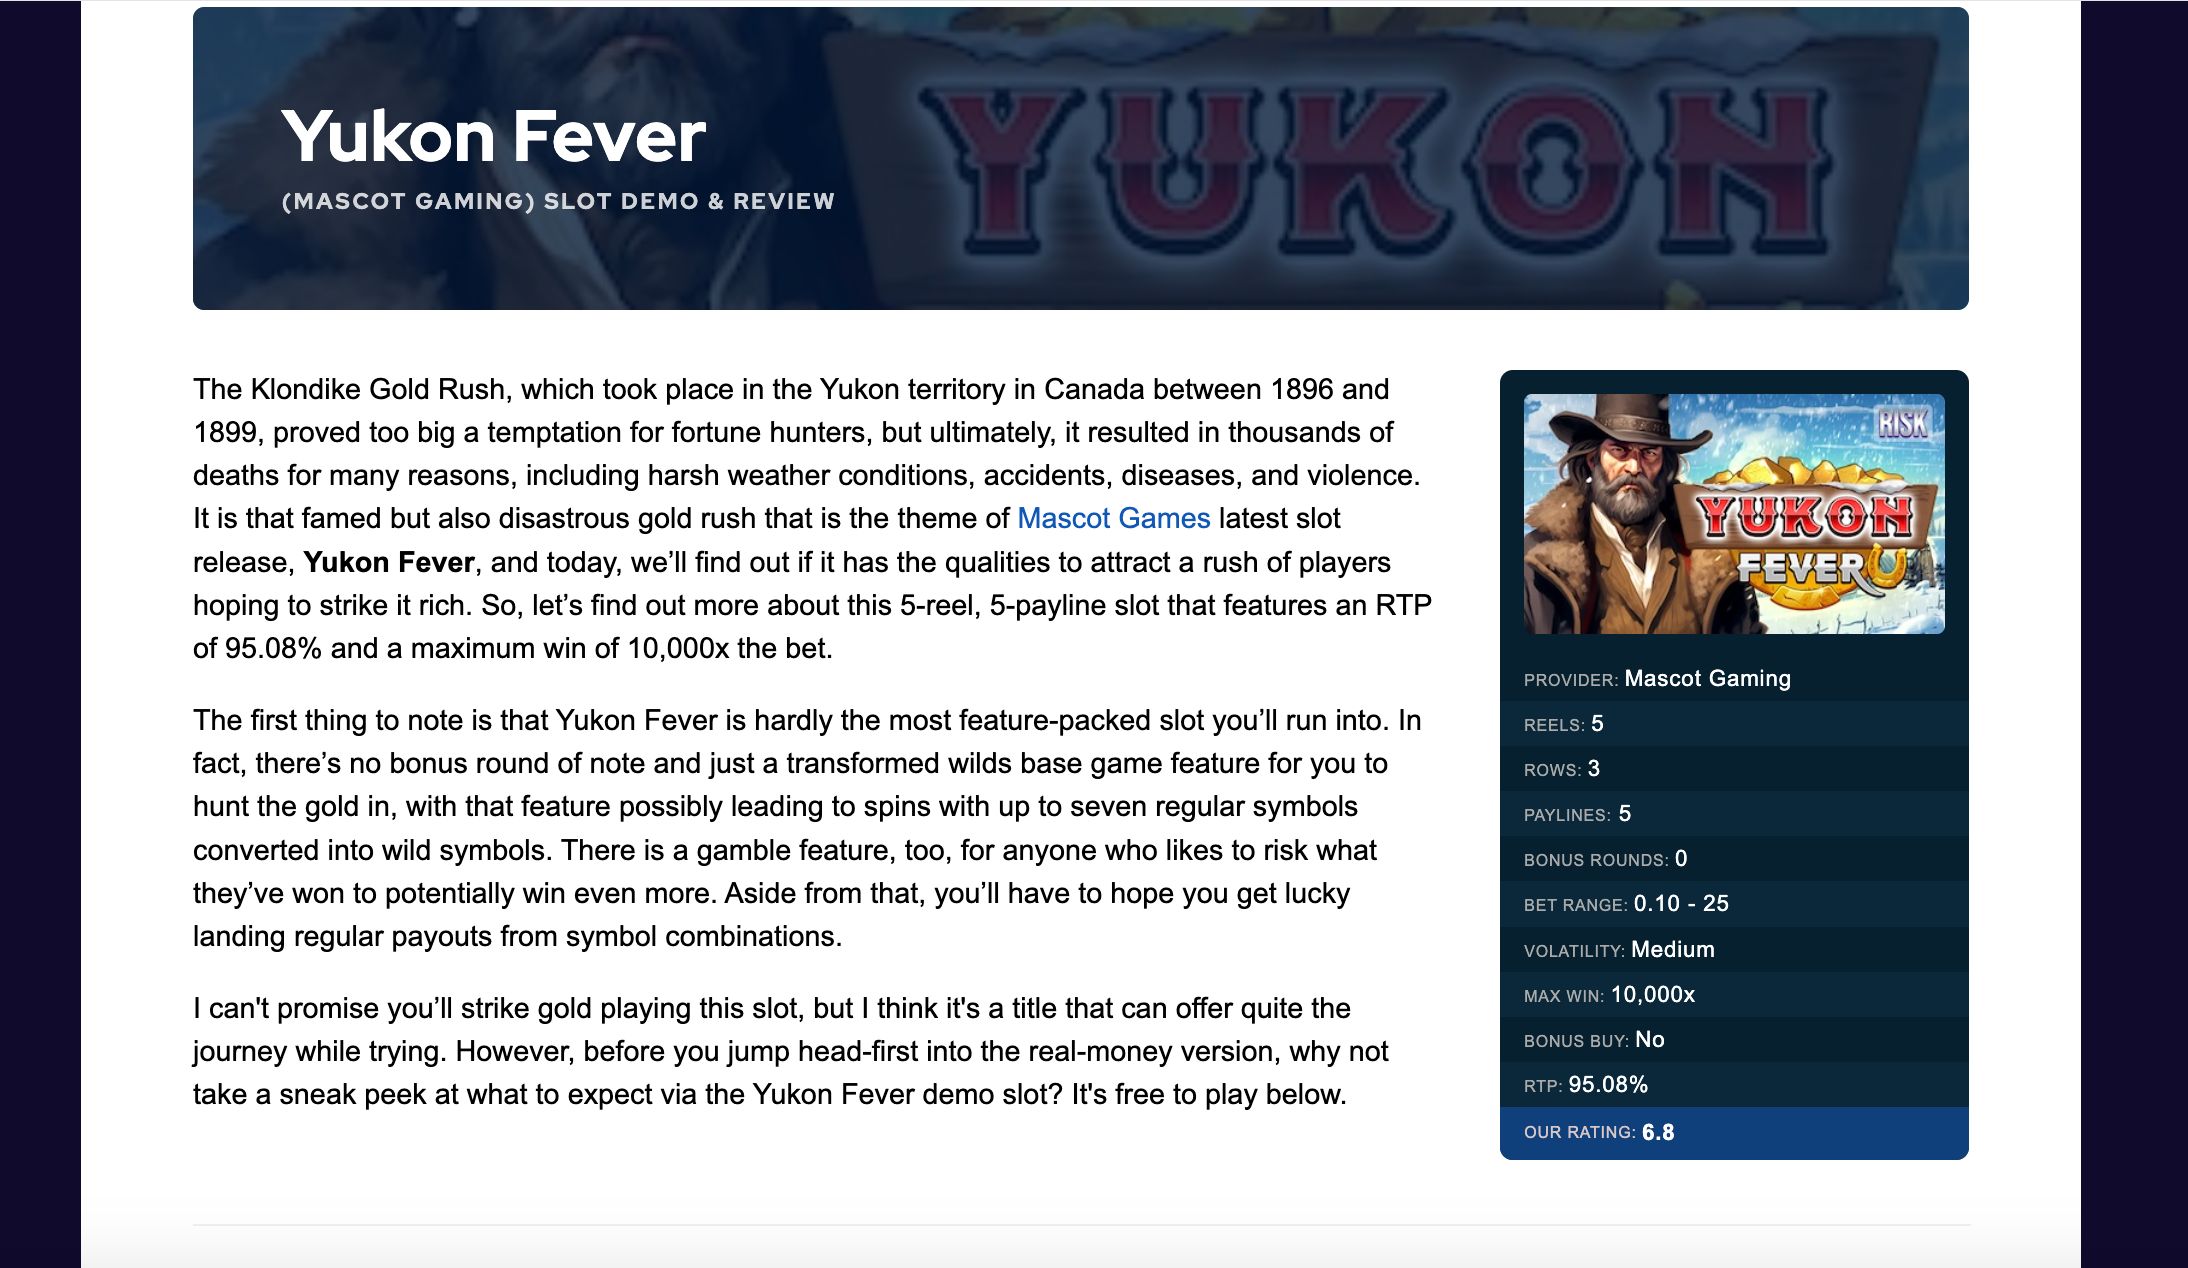 YUKON
Yukon Fever
(MASCOT GAMING) SLOT DEMO & REVIEW
The Klondike Gold Rush, which took place in the Yukon territory in Canada between 1896 and
1899, proved too big a temptation for fortune hunters, but ultimately, it resulted in thousands of
deaths for many reasons, including harsh weather conditions, accidents, diseases, and violence.
It is that famed but also disastrous gold rush that is the theme of Mascot Games latest slot
release, Yukon Fever, and today, we’ll find out if it has the qualities to attract a rush of players
hoping to strike it rich. So, let’s find out more about this 5-reel, 5-payline slot that features an RTP
of 95.08% and a maximum win of 10,000x the bet.
The first thing to note is that Yukon Fever is hardly the most feature-packed slot you’ll run into. In
fact, there’s no bonus round of note and just a transformed wilds base game feature for you to
hunt the gold in, with that feature possibly leading to spins with up to seven regular symbols
converted into wild symbols. There is a gamble feature, too, for anyone who likes to risk what
they’ve won to potentially win even more. Aside from that, you’ll have to hope you get lucky
landing regular payouts from symbol combinations.
I can't promise you’ll strike gold playing this slot, but I think it's a title that can offer quite the
journey while trying. However, before you jump head-first into the real-money version, why not
take a sneak peek at what to expect via the Yukon Fever demo slot? It's free to play below.
RISK
YUKON
FEVER
PROVIDER: Mascot Gaming
REELS: 5
ROWS: 3
PAYLINES: 5
BONUS ROUNDS: 0
BET RANGE: 0.10 - 25
VOLATILITY: Medium
MAX WIN: 10,000x
BONUS BUY: No
RTP: 95.08%
OUR RATING: 6.8